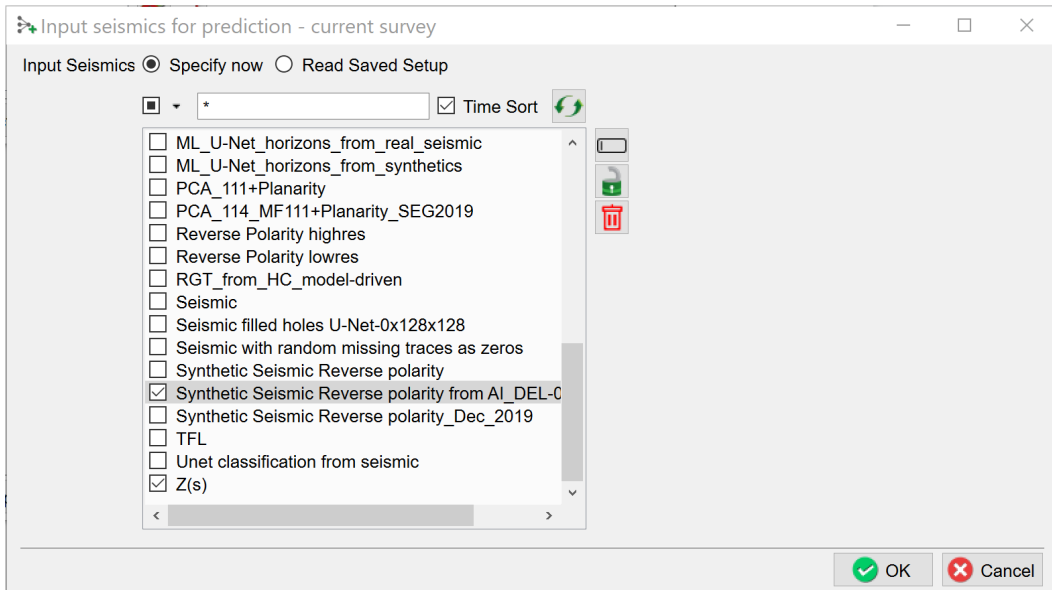 Input seismics for prediction - current survey
Input Seismics Specify now Read Saved Setup
* Time Sort
ML_U-Net_horizons_from_real_seismic
ML_U-Net_horizons_from_synthetics
PCA_111+Planarity
PCA_114_MF111+Planarity_SEG2019
Reverse Polarity highres
Reverse Polarity lowres
RGT_from_HC_model-driven
Seismic
Seismic filled holes U-Net-0x128x128
Seismic with random missing traces as zeros
Synthetic Seismic Reverse polarity
Synthetic Seismic Reverse polarity from AI_DEL-0
Synthetic Seismic Reverse polarity_Dec_2019
TFL
Unet classification from seismic
Z(s)
OK Cancel